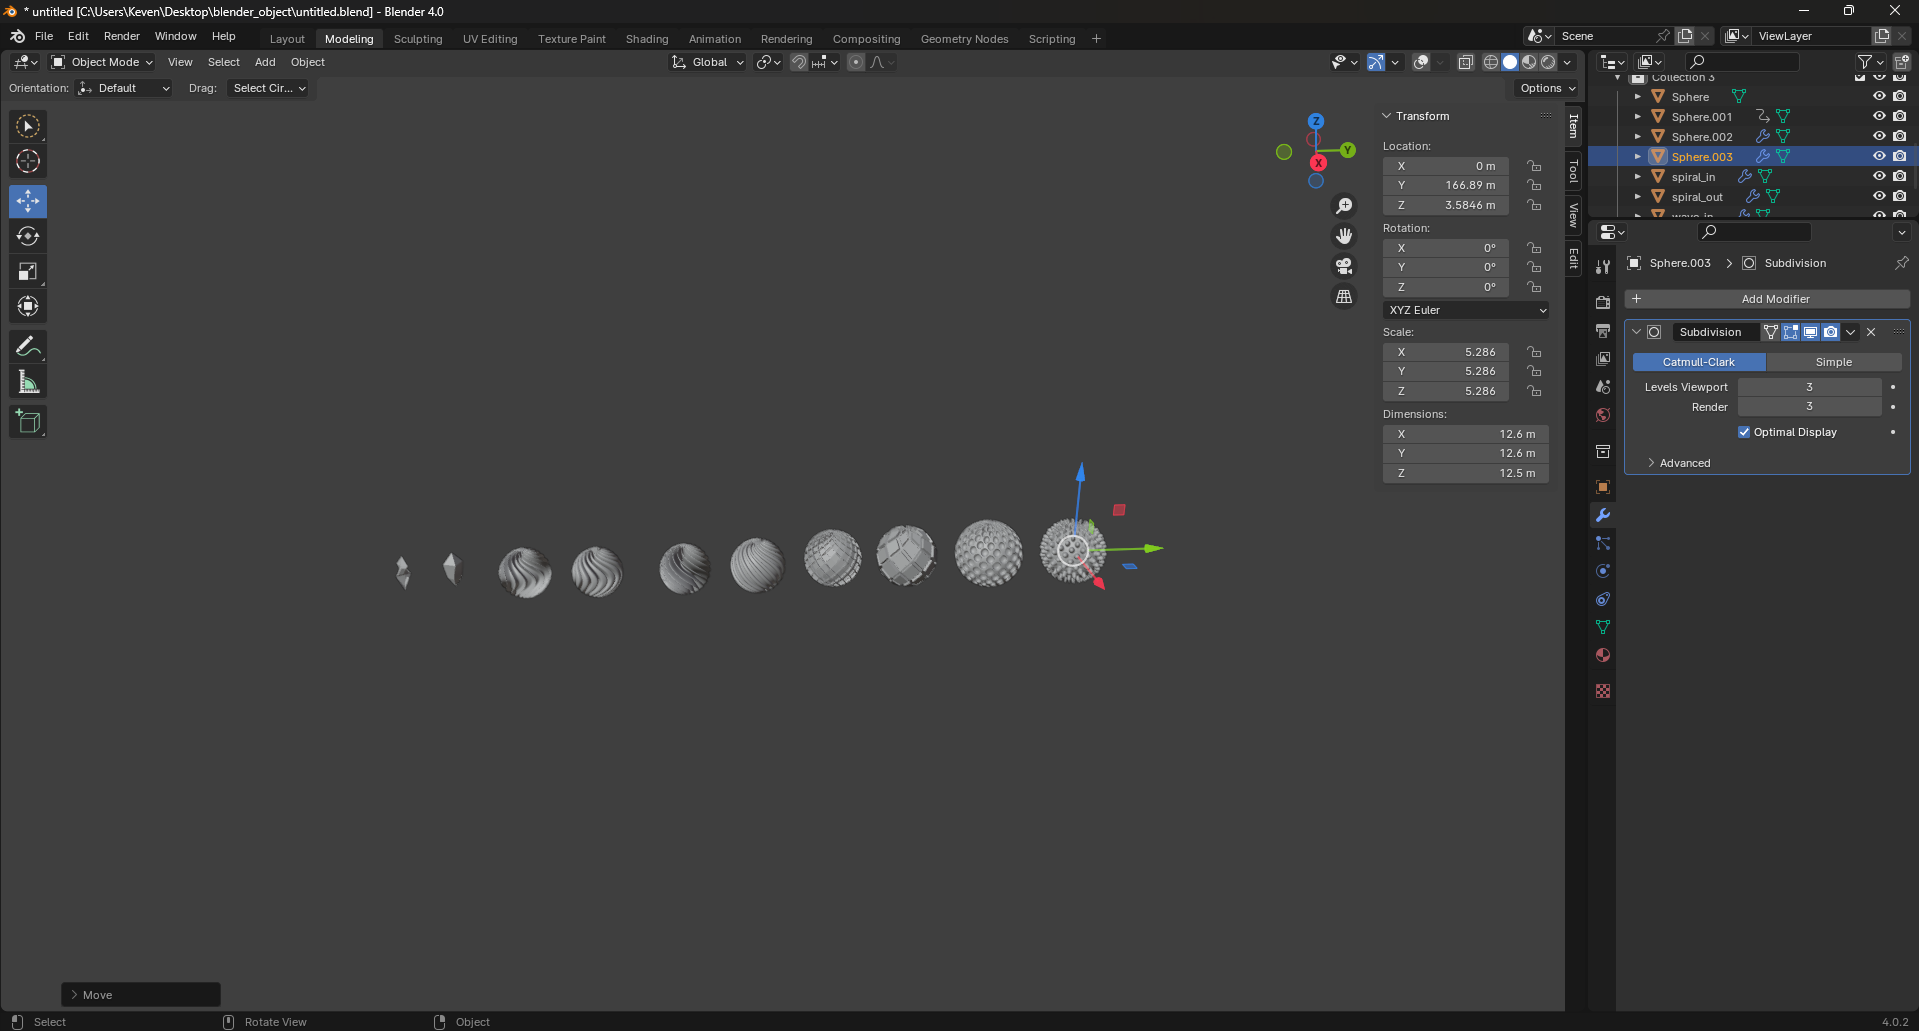 * untitled [C:\Users\Keven\Desktop\blender_object\untitled.blend] - Blender 4.0
File Edit Render Window Help Layout Modeling Sculpting UV Editing Texture Paint Shading Animation Rendering Compositing Geometry Nodes Scripting + Scene ViewLayer
Object Mode View Select Add Object Global
Orientation: Default Drag: Select Cir... Options
Collection 3
Sphere
Sphere.001
Sphere.002
Sphere.003
spiral_in
spiral_out
wave_in
Z
Y
X
Item
Tool
View
Edit
Transform
Location:
X 0 m
Y 166.89 m
Z 3.5846 m
Rotation:
X 0°
Y 0°
Z 0°
XYZ Euler
Scale:
X 5.286
Y 5.286
Z 5.286
Dimensions:
X 12.6 m
Y 12.6 m
Z 12.5 m
Sphere.003 > Subdivision
+ Add Modifier
Subdivision
Catmull-Clark Simple
Levels Viewport 3
Render 3
Optimal Display
Advanced
Move
Select Rotate View Object 4.0.2